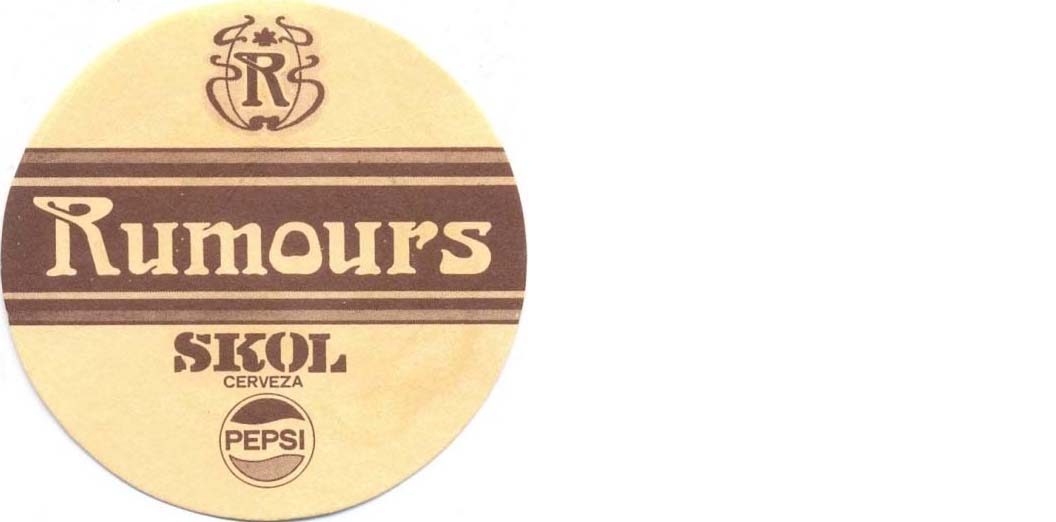 R
Rumours
SKOL
CERVEZA
PEPSI